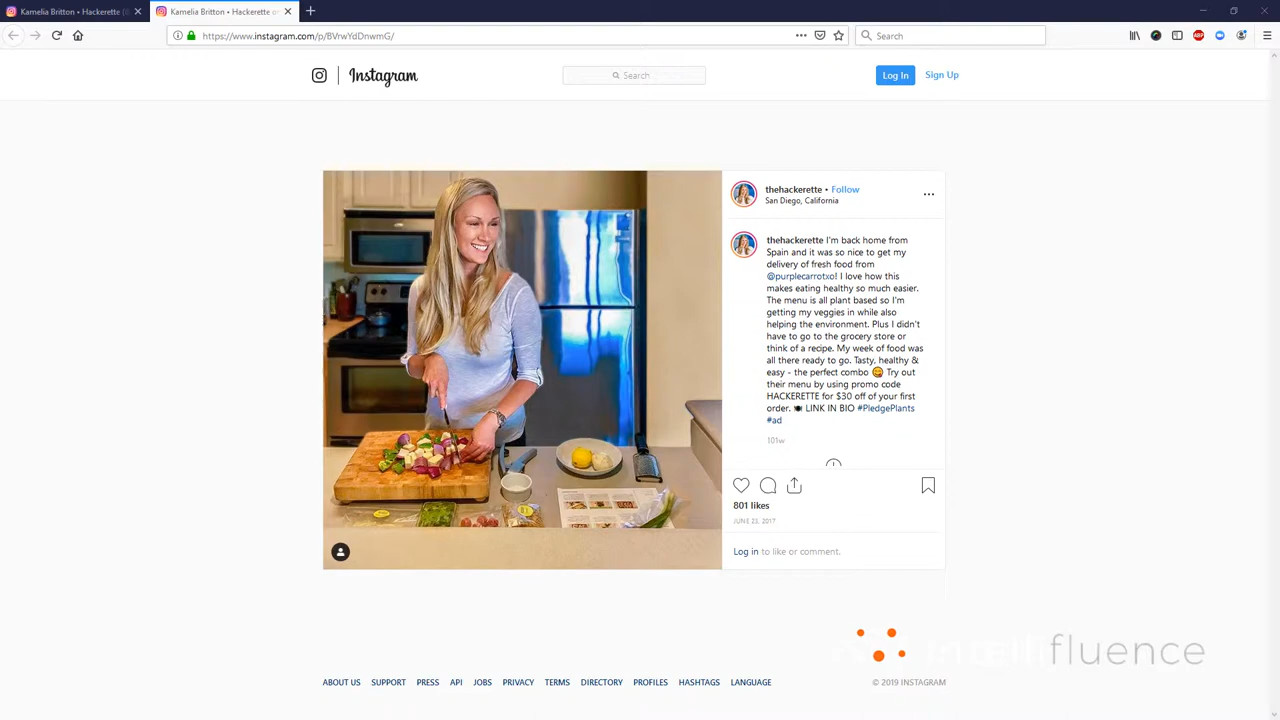 Kamelia Britton • Hackerette (
Kamelia Britton • Hackerette o
https://www.instagram.com/p/BVrwYdDnwmG/
Search
ABP
Instagram
Search
Log In
Sign Up
thehackerette • Follow
San Diego, California
thehackerette I'm back home from
Spain and it was so nice to get my
delivery of fresh food from
@purplecarrotxo! I love how this
makes eating healthy so much easier.
The menu is all plant based so I'm
getting my veggies in while also
helping the environment. Plus I didn't
have to go to the grocery store or
think of a recipe. My week of food was
all there ready to go. Tasty, healthy &
easy - the perfect combo 😋 Try out
their menu by using promo code
HACKERETTE for $30 off of your first
order. 🍽 LINK IN BIO #PledgePlants
#ad
101w
801 likes
JUNE 23, 2017
Log in to like or comment.
intellifluence
ABOUT US SUPPORT PRESS API JOBS PRIVACY TERMS DIRECTORY PROFILES HASHTAGS LANGUAGE
© 2019 INSTAGRAM